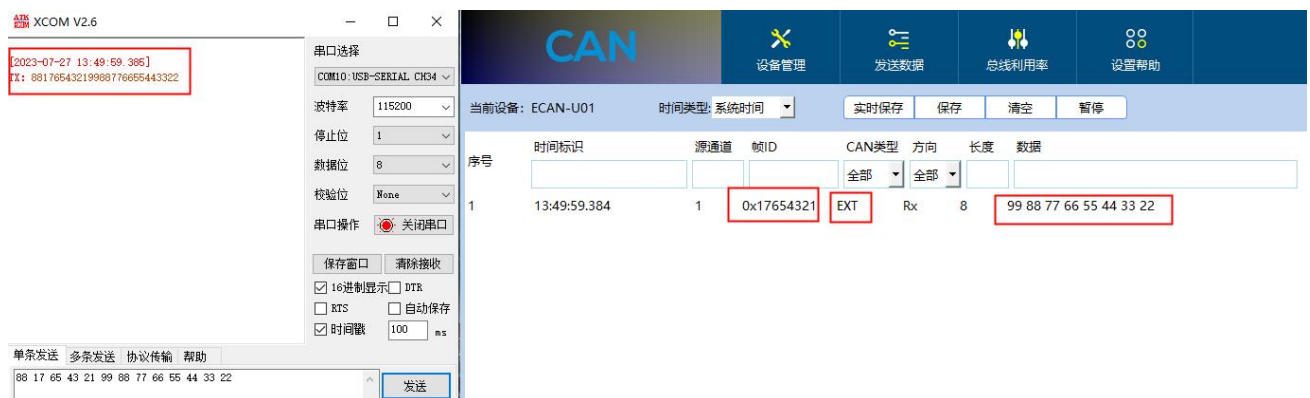 ATK XCOM XCOM V2.6
[2023-07-27 13:49:59.385]
TX: 88176543219988776655443322
串口选择
COM10:USB-SERIAL CH34
波特率 115200
停止位 1
数据位 8
校验位 None
串口操作 关闭串口
保存窗口 清除接收
16进制显示 DTR
RTS 自动保存
时间戳 100 ms
单条发送 多条发送 协议传输 帮助
88 17 65 43 21 99 88 77 66 55 44 33 22
发送
CAN
设备管理 发送数据 总线利用率 设置帮助
当前设备: ECAN-U01 时间类型: 系统时间 实时保存 保存 清空 暂停
序号 时间标识 源通道 帧ID CAN类型 方向 长度 数据
全部 全部
1 13:49:59.384 1 0x17654321 EXT Rx 8 99 88 77 66 55 44 33 22